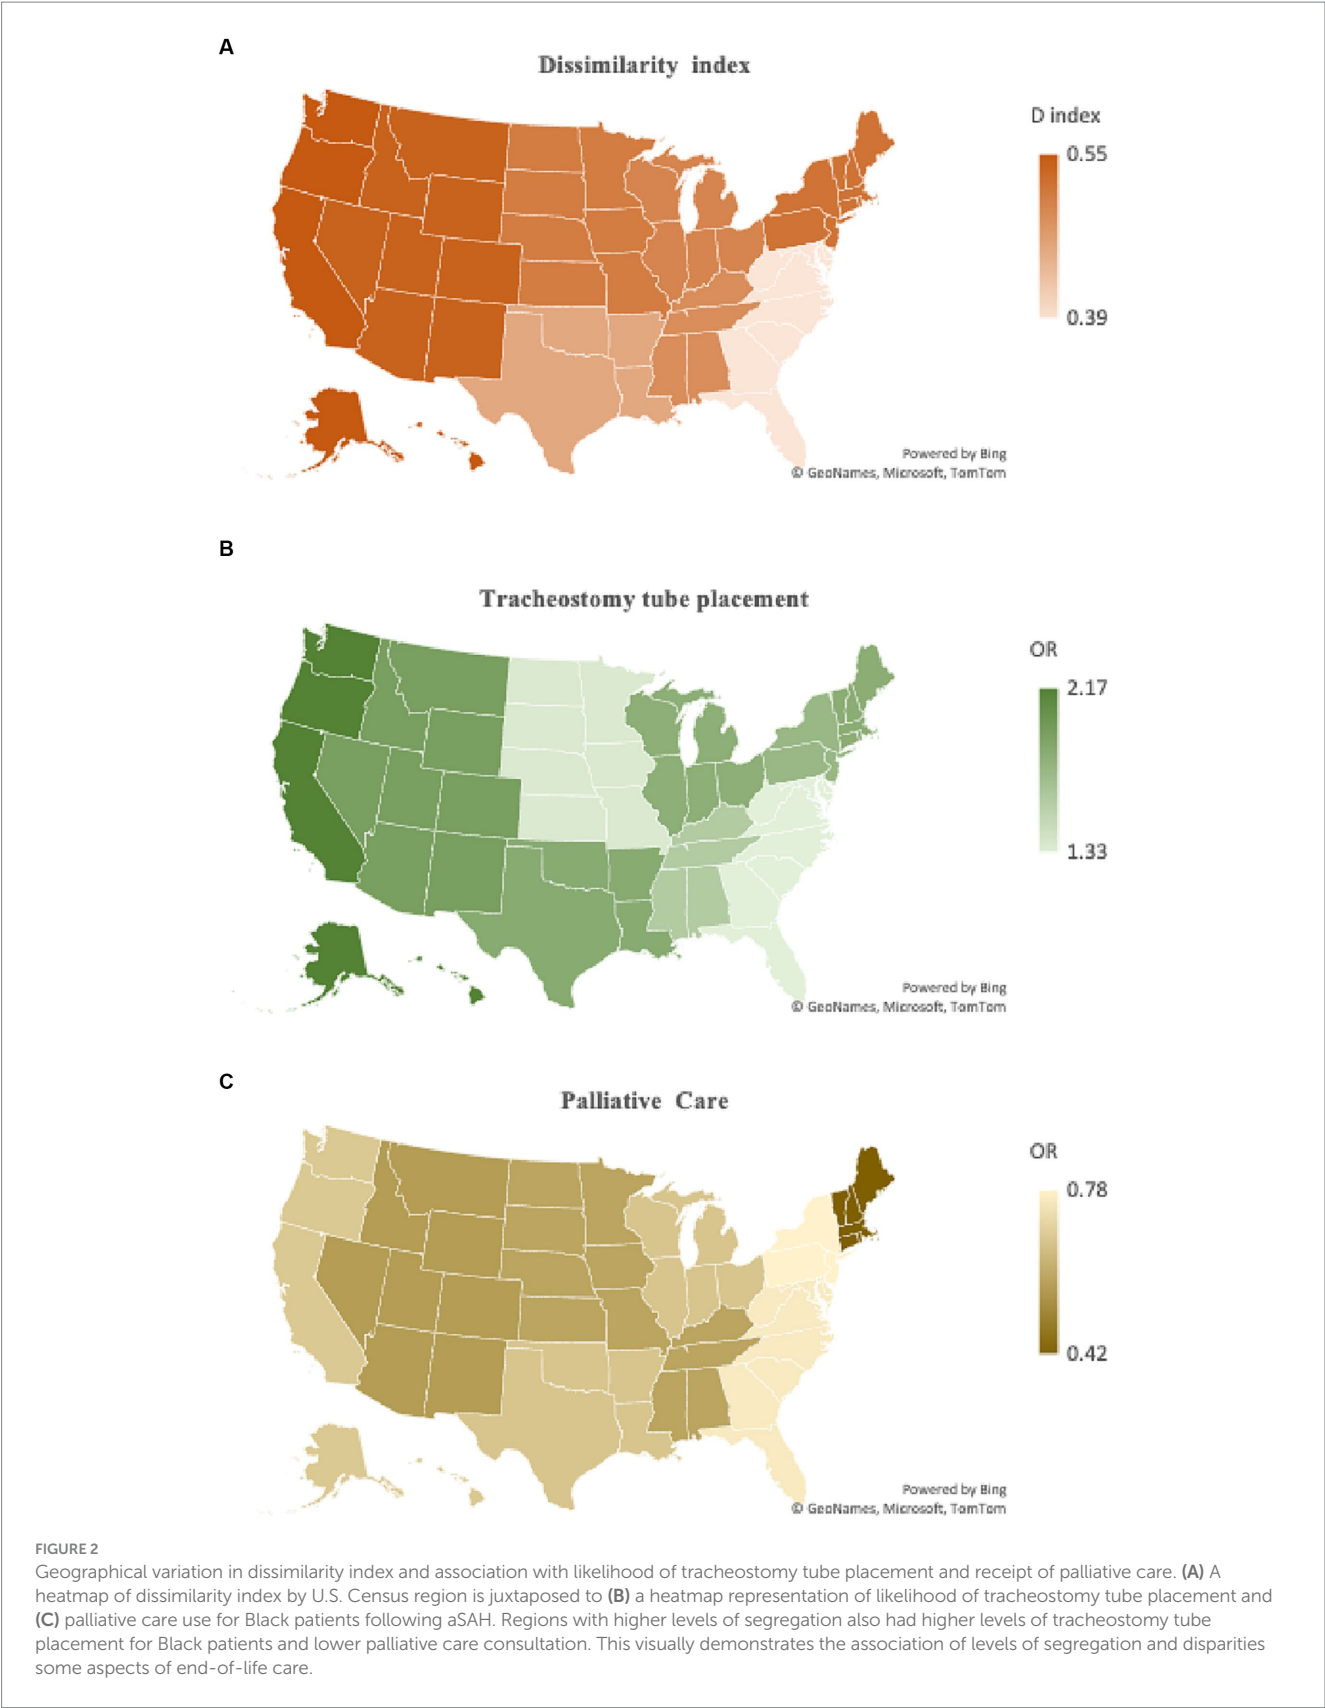 A
Dissimilarity index
D index
0.55
0.39
Powered by Bing
© GeoNames, Microsoft, TomTom
B
Tracheostomy tube placement
OR
2.17
1.33
Powered by Bing
© GeoNames, Microsoft, TomTom
C
Palliative Care
OR
0.78
0.42
Powered by Bing
© GeoNames, Microsoft, TomTom
FIGURE 2
Geographical variation in dissimilarity index and association with likelihood of tracheostomy tube placement and receipt of palliative care. (A) A
heatmap of dissimilarity index by U.S. Census region is juxtaposed to (B) a heatmap representation of likelihood of tracheostomy tube placement and
(C) palliative care use for Black patients following aSAH. Regions with higher levels of segregation also had higher levels of tracheostomy tube
placement for Black patients and lower palliative care consultation. This visually demonstrates the association of levels of segregation and disparities
some aspects of end-of-life care.